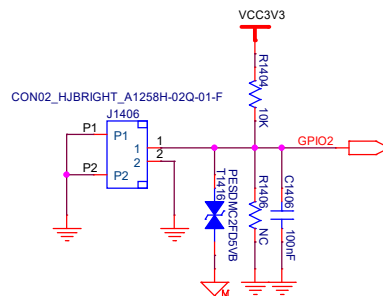 VCC3V3
R1404
10K
CON02_HJBRIGHT_A1258H-02Q-01-F
J1406
P1
P1
1
1
GPIO2
2
2
P2
P2
PESDMC2FD5VB
T1416
R1406
NC
C1406
100nF
M